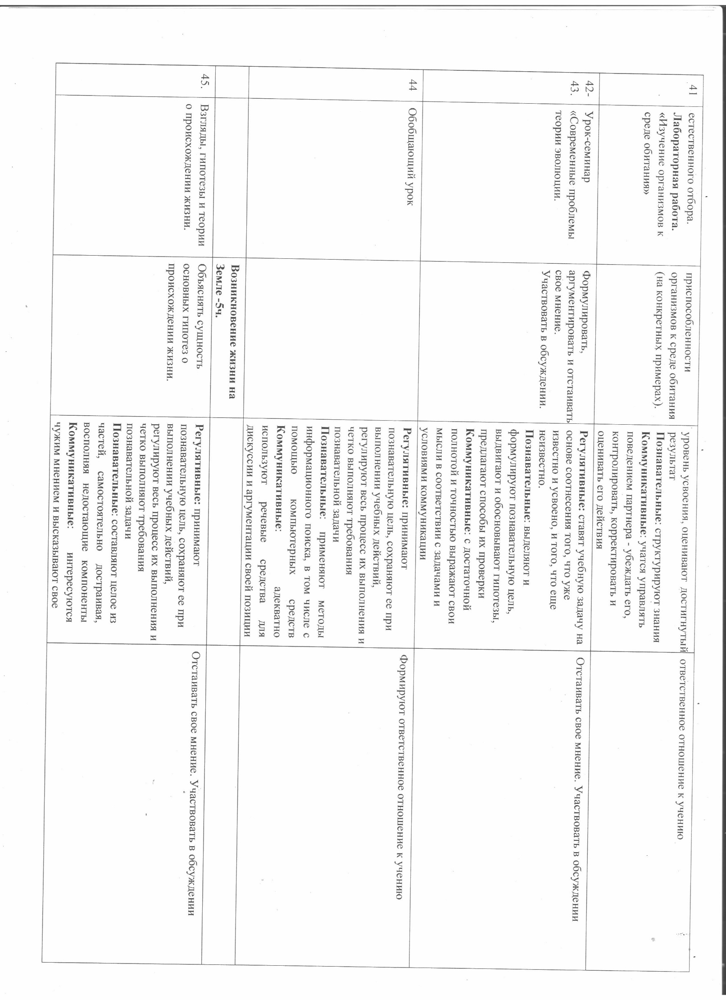 41
естественного отбора.
Лабораторная работа.
«Изучение организмов к
среде обитания»
приспособленности
организмов к среде обитания
(на конкретных примерах).
уровень усвоения, оценивают достигнутый
результат
Познавательные: структурируют знания
Коммуникативные: учатся управлять
поведением партнера - убеждать его,
контролировать, корректировать и
оценивать его действия
ответственное отношение к учению
42-
43.
Урок-семинар
«Современные проблемы
теории эволюции.
Формулировать,
аргументировать и отстаивать
свое мнение.
Участвовать в обсуждении.
Регулятивные: ставят учебную задачу на
основе соотнесения того, что уже
известно и усвоено, и того, что еще
неизвестно.
Познавательные: выделяют и
формулируют познавательную цель,
выдвигают и обосновывают гипотезы,
предлагают способы их проверки
Коммуникативные: с достаточной
полнотой и точностью выражают свои
мысли в соответствии с задачами и
условиями коммуникации
Отстаивать свое мнение. Участвовать в обсуждении
44
Обобщающий урок
Регулятивные: принимают
познавательную цель, сохраняют ее при
выполнении учебных действий,
регулируют весь процесс их выполнения и
четко выполняют требования
познавательной задачи
Познавательные: применяют методы
информационного поиска, в том числе с
помощью компьютерных средств
Коммуникативные: адекватно
используют речевые средства для
дискуссии и аргументации своей позиции
Формируют ответственное отношение к учению
Возникновение жизни на
Земле -5ч.
45.
Взгляды, гипотезы и теории
о происхождении жизни.
Объяснять сущность
основных гипотез о
происхождении жизни.
Регулятивные: принимают
познавательную цель, сохраняют ее при
выполнении учебных действий,
регулируют весь процесс их выполнения и
четко выполняют требования
познавательной задачи
Познавательные: составляют целое из
частей, самостоятельно достраивая,
восполняя недостающие компоненты
Коммуникативные: интересуются
чужим мнением и высказывают свое
Отстаивать свое мнение. Участвовать в обсуждении